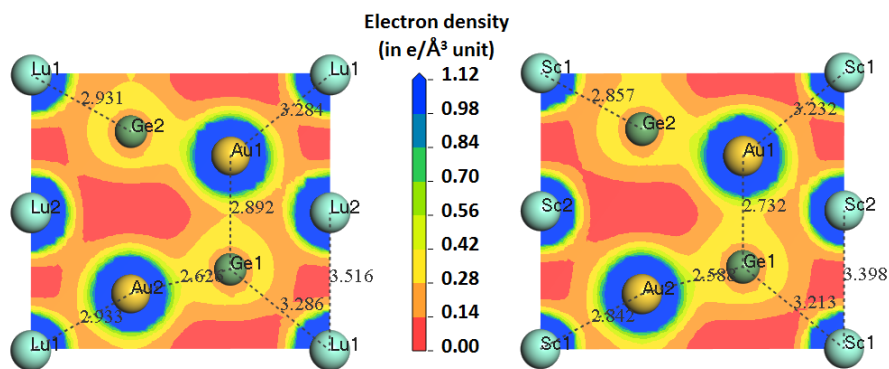 Electron density
(in e/Å³ unit)
1.12
0.98
0.84
0.70
0.56
0.42
0.28
0.14
0.00
Lu1
Lu1
2.931
3.284
Ge2
Au1
Lu2
Lu2
2.892
Ge1
2.626
Au2
3.516
2.933
3.286
Lu1
Lu1
Sc1
Sc1
2.857
3.232
Ge2
Au1
Sc2
Sc2
2.732
Ge1
2.588
Au2
3.398
2.842
3.213
Sc1
Sc1